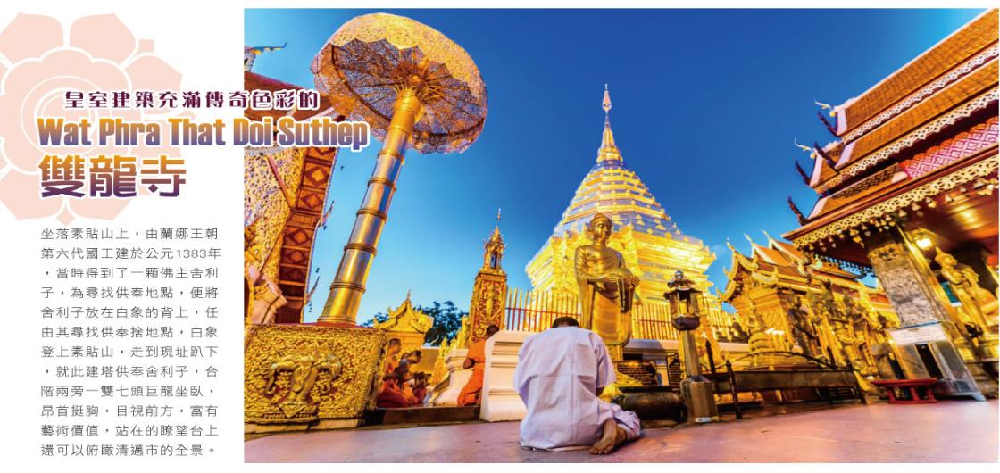 皇室建築充滿傳奇色彩的
Wat Phra That Doi Suthep
雙龍寺
坐落素貼山上，由蘭娜王朝
第六代國王建於公元1383年
，當時得到了一顆佛主舍利
子，為尋找供奉地點，便將
舍利子放在白象的背上，任
由其尋找供奉捨地點，白象
登上素貼山，走到現址趴下
，就此建塔供奉舍利子，台
階兩旁一雙七頭巨龍坐臥，
昂首挺胸，目視前方，富有
藝術價值，站在的瞭望台上
還可以俯瞰清邁市的全景。